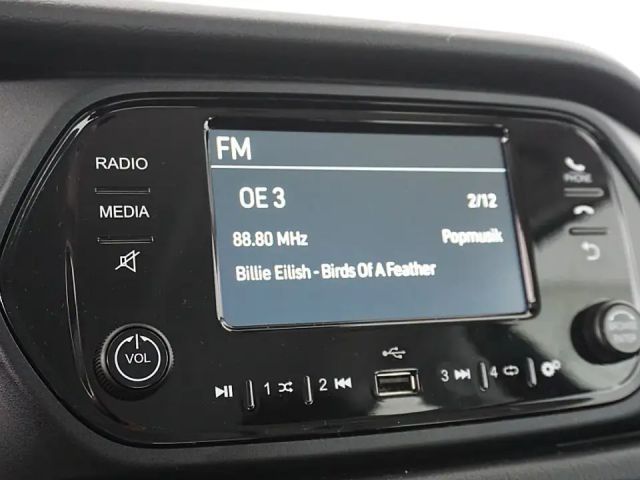 FM
RADIO
PHONE
OE 3
2/12
MEDIA
88.80 MHz
Popmusik
Billie Eilish - Birds Of A Feather
VOL
1
2
3
4